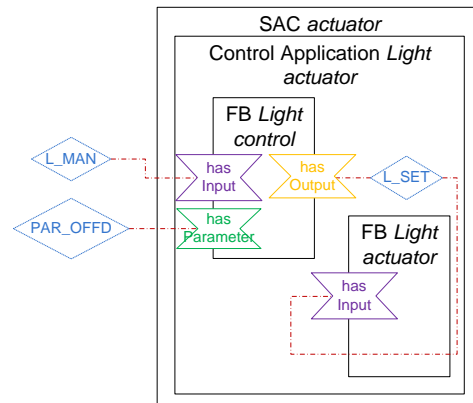 SAC actuator
Control Application Light
actuator
FB Light
control
L_MAN
has
Input
has
Output
L_SET
PAR_OFFD
has
Parameter
FB Light
actuator
has
Input